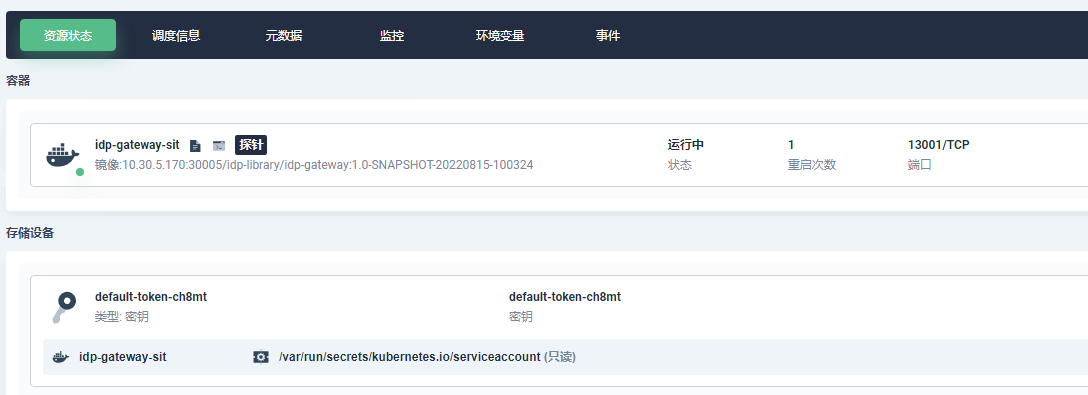 资源状态 调度信息 元数据 监控 环境变量 事件
容器
idp-gateway-sit 探针 运行中 1 13001/TCP
镜像:10.30.5.170:30005/idp-library/idp-gateway:1.0-SNAPSHOT-20220815-100324 状态 重启次数 端口
存储设备
default-token-ch8mt default-token-ch8mt
类型: 密钥 密钥
idp-gateway-sit /var/run/secrets/kubernetes.io/serviceaccount (只读)